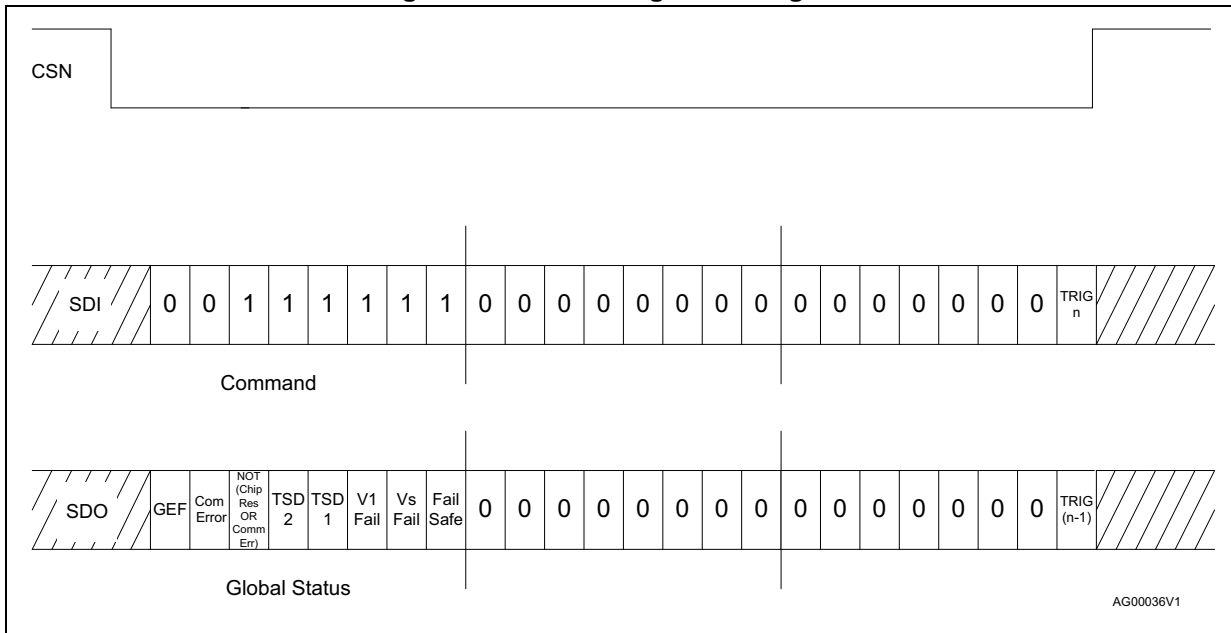 CSN
SDI 0 0 1 1 1 1 1 1 0 0 0 0 0 0 0 0 0 0 0 0 0 0 0 TRIG n
Command
SDO GEF Com Error NOT (Chip Res OR Comm Err) TSD 2 TSD 1 V1 Fail Vs Fail Fail Safe 0 0 0 0 0 0 0 0 0 0 0 0 0 0 0 TRIG (n-1)
Global Status
AG00036V1